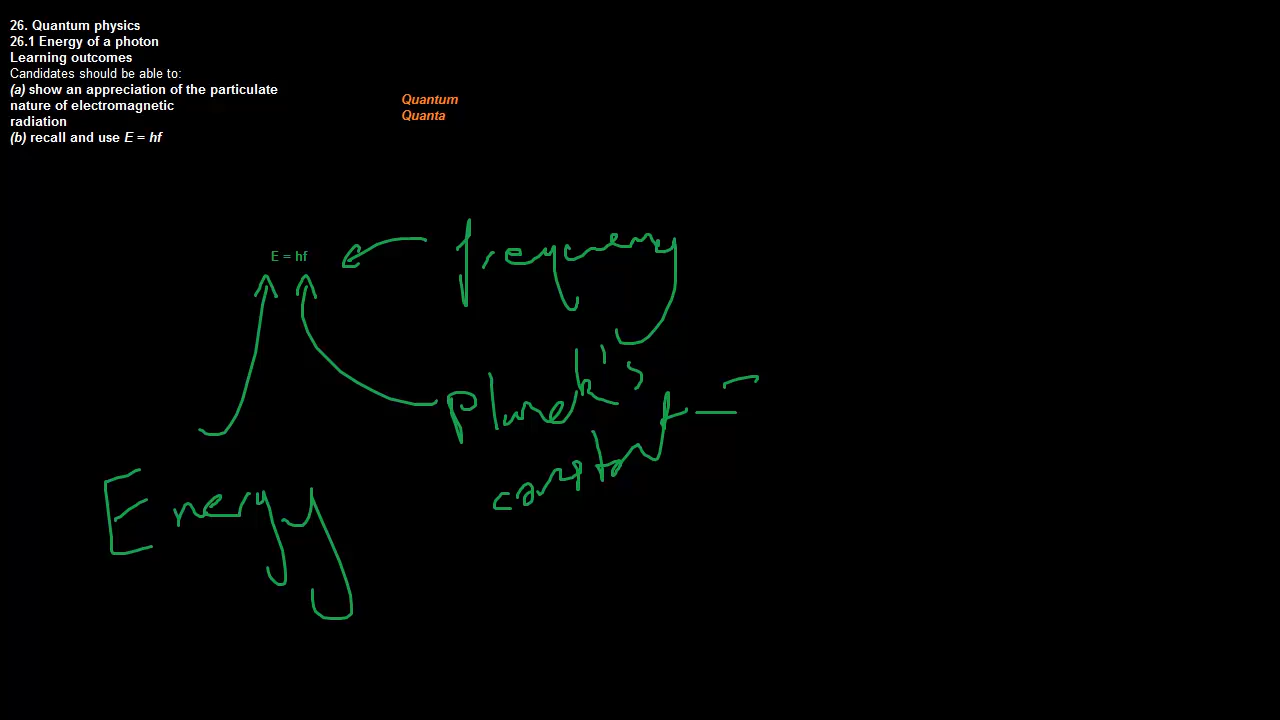 26. Quantum physics
26.1 Energy of a photon
Learning outcomes
Candidates should be able to:
(a) show an appreciation of the particulate
nature of electromagnetic
radiation
(b) recall and use E = hf
Quantum
Quanta
E = hf
frequency
Planck's
constant –
Energy